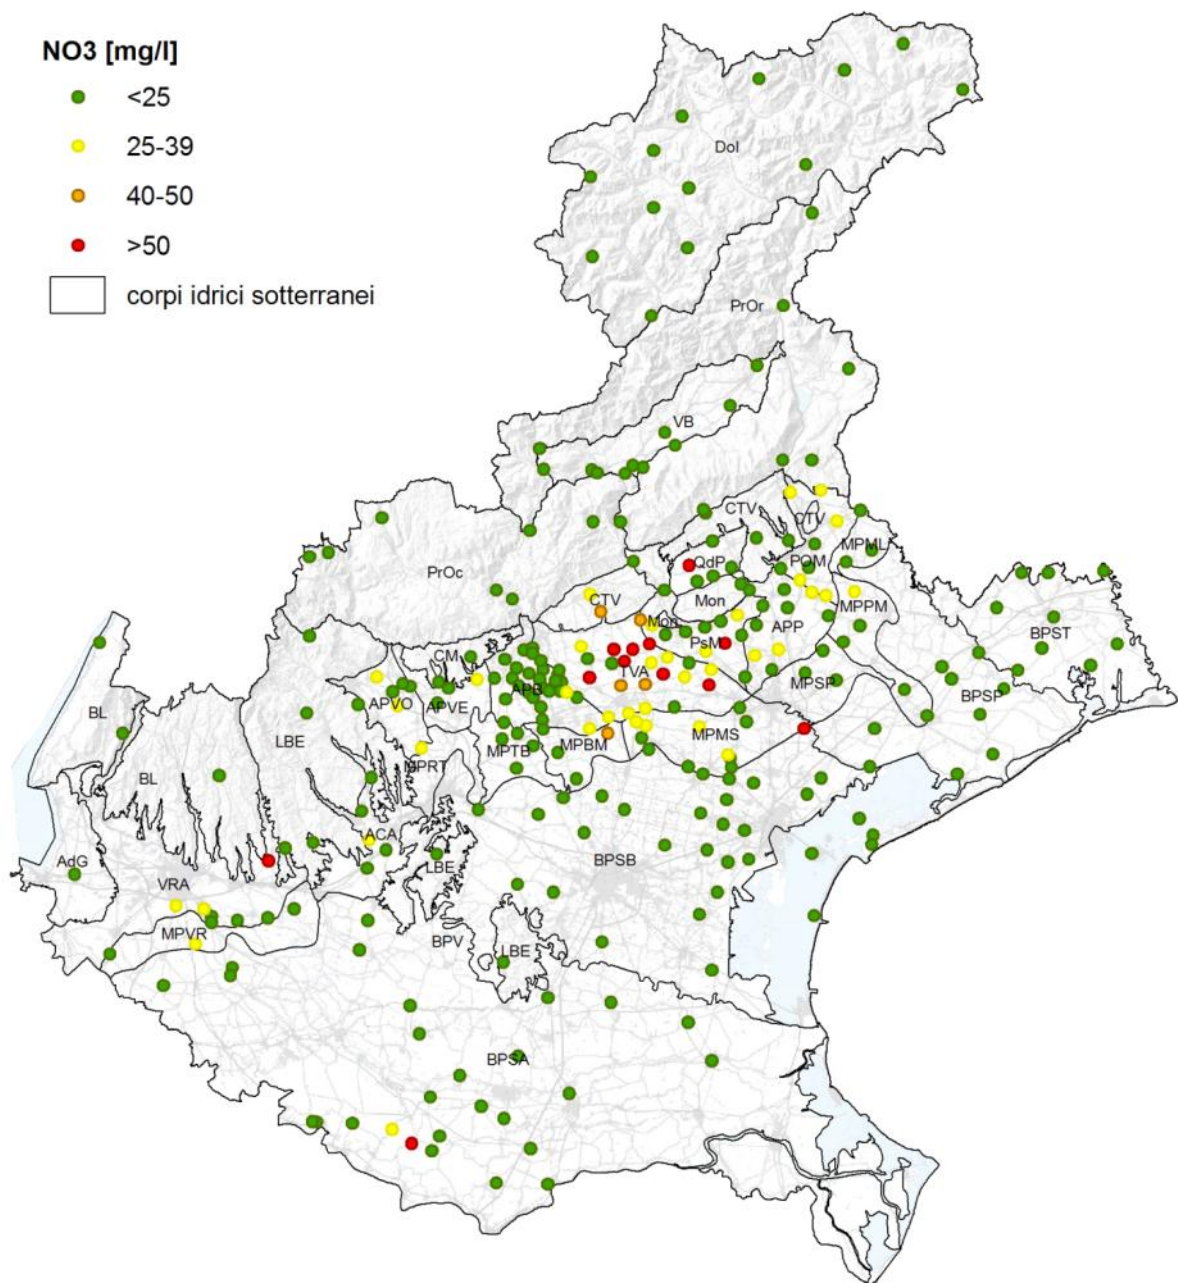 NO3 [mg/l]
<25
25-39
40-50
>50
corpi idrici sotterranei
Dol
PrOr
VB
CTV
CTV
MPML
QdP
POM
PrOc
CTV
Mon
MPPM
Mon
APP
BPST
CM
PsM
TVA
APB
MPSP
BPSP
APVO
APVE
BL
LBE
MPTB
MPBM
MPMS
MPRT
BL
ACA
AdG
LBE
BPSB
VRA
MPVR
BPV
LBE
BPSA